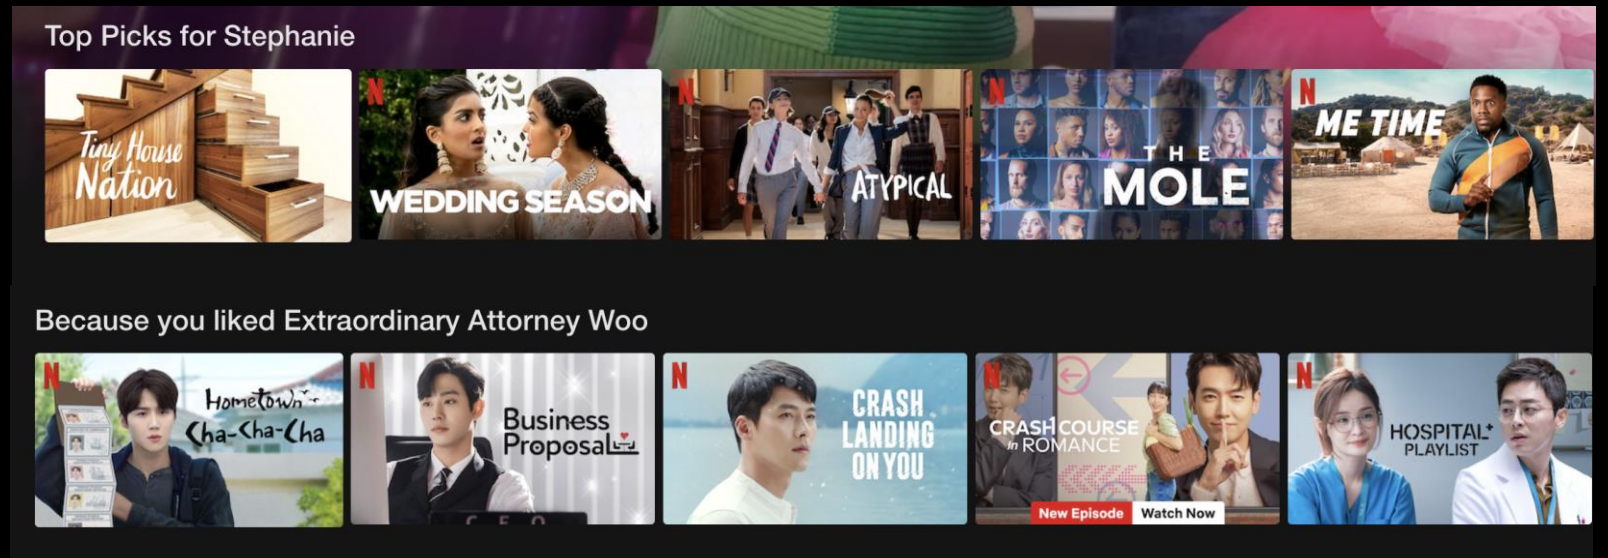 Top Picks for Stephanie
Tiny House
Nation
N
WEDDING SEASON
N
ATYPICAL
N
THE
MOLE
N
ME TIME
Because you liked Extraordinary Attorney Woo
N
Hometown
Cha-Cha-Cha
N
Business
Proposal
CEO
N
CRASH
LANDING
ON YOU
N
CRASH COURSE
in ROMANCE
New Episode Watch Now
N
HOSPITAL+
PLAYLIST